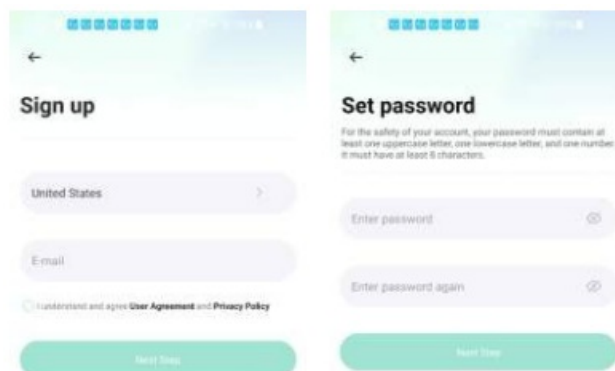 Sign up
United States
E-mail
I understand and agree User Agreement and Privacy Policy
Next Step
Set password
For the safety of your account, your password must contain at
least one uppercase letter, one lowercase letter, and one number
It must have at least 6 characters.
Enter password
Enter password again
Next Step